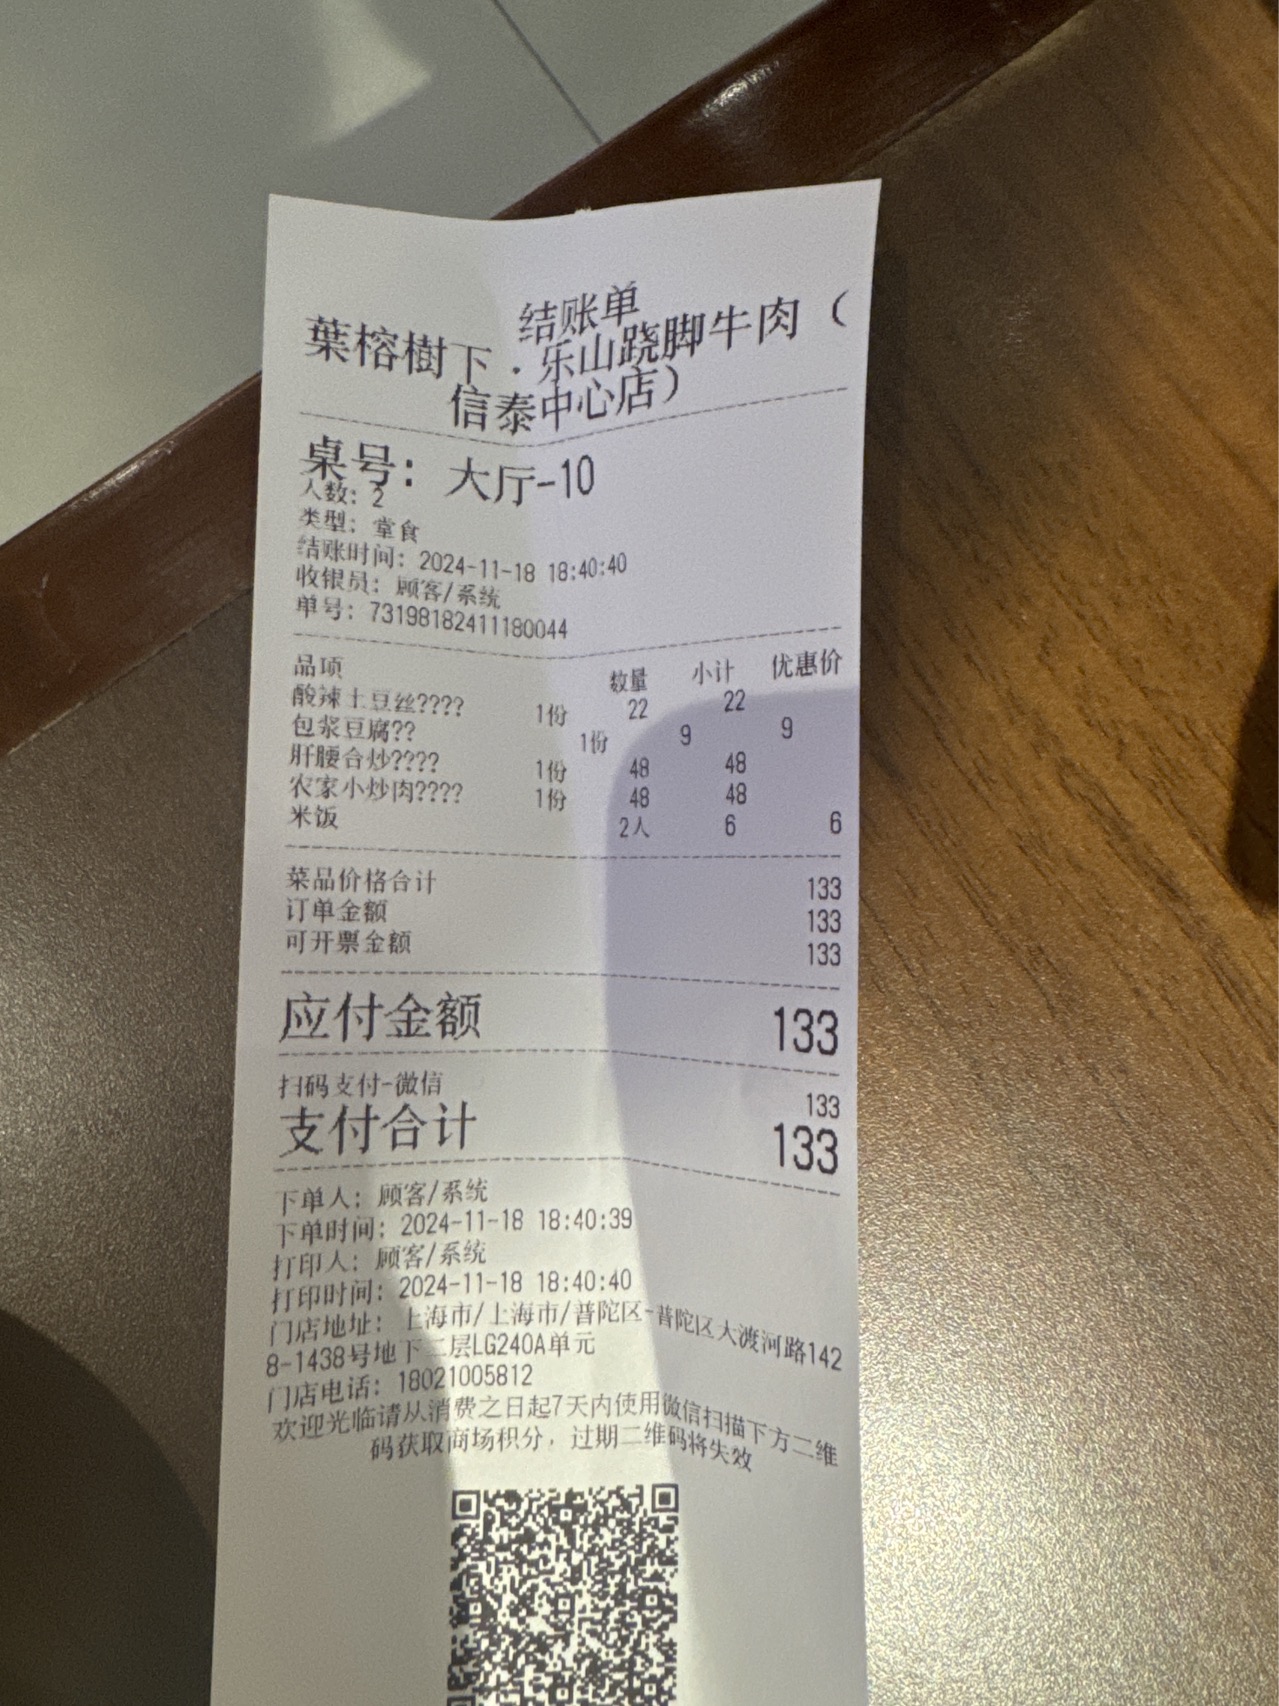 结账单
葉榕樹下·乐山跷脚牛肉（
信泰中心店）
桌号：大厅-10
人数：2
类型：堂食
结账时间：2024-11-18 18:40:40
收银员：顾客/系统
单号：73198182411180044
品项 数量 小计 优惠价
酸辣土豆丝???? 1份 22 22
包浆豆腐?? 1份 9 9
肝腰合炒???? 1份 48 48
农家小炒肉???? 1份 48 48
米饭 2人 6 6
菜品价格合计 133
订单金额 133
可开票金额 133
应付金额 133
扫码支付-微信 133
支付合计 133
下单人：顾客/系统
下单时间：2024-11-18 18:40:39
打印人：顾客/系统
打印时间：2024-11-18 18:40:40
门店地址：上海市/上海市/普陀区-普陀区大渡河路142
8-1438号地下二层LG240A单元
门店电话：18021005812
欢迎光临请从消费之日起7天内使用微信扫描下方二维
码获取商场积分，过期二维码将失效